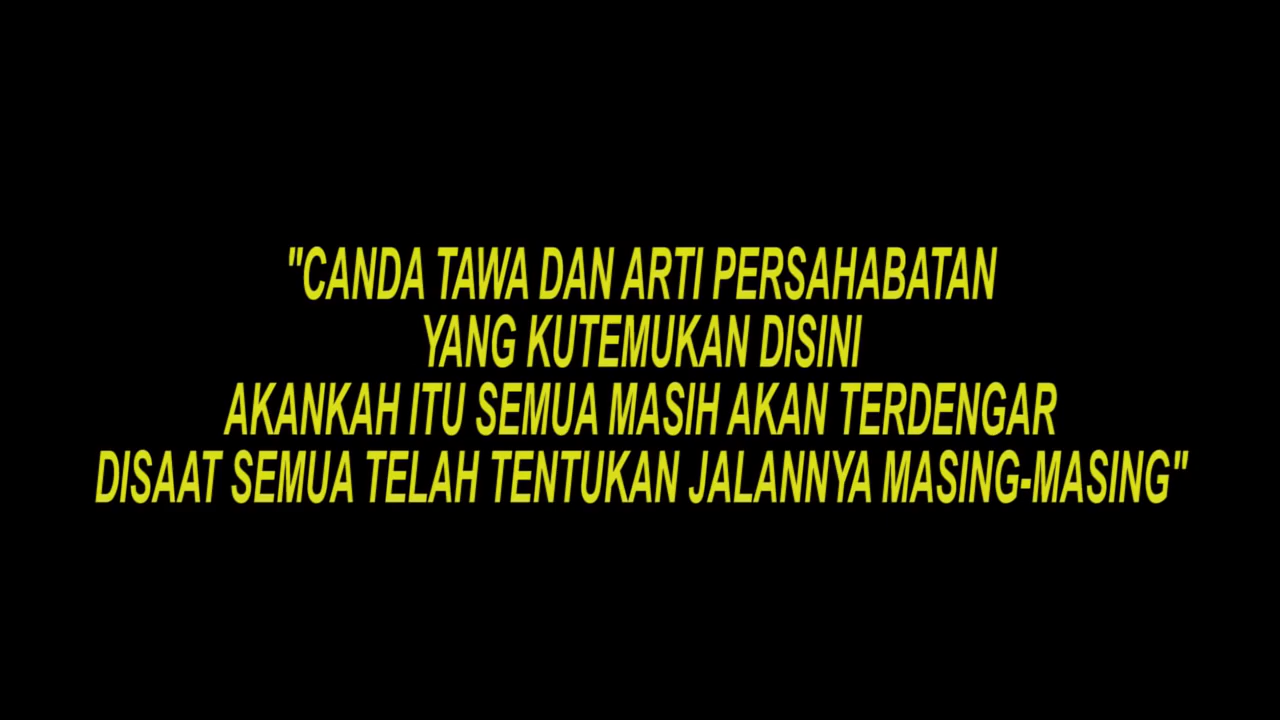 "CANDA TAWA DAN ARTI PERSAHABATAN
YANG KUTEMUKAN DISINI
AKANKAH ITU SEMUA MASIH AKAN TERDENGAR
DISAAT SEMUA TELAH TENTUKAN JALANNYA MASING-MASING"